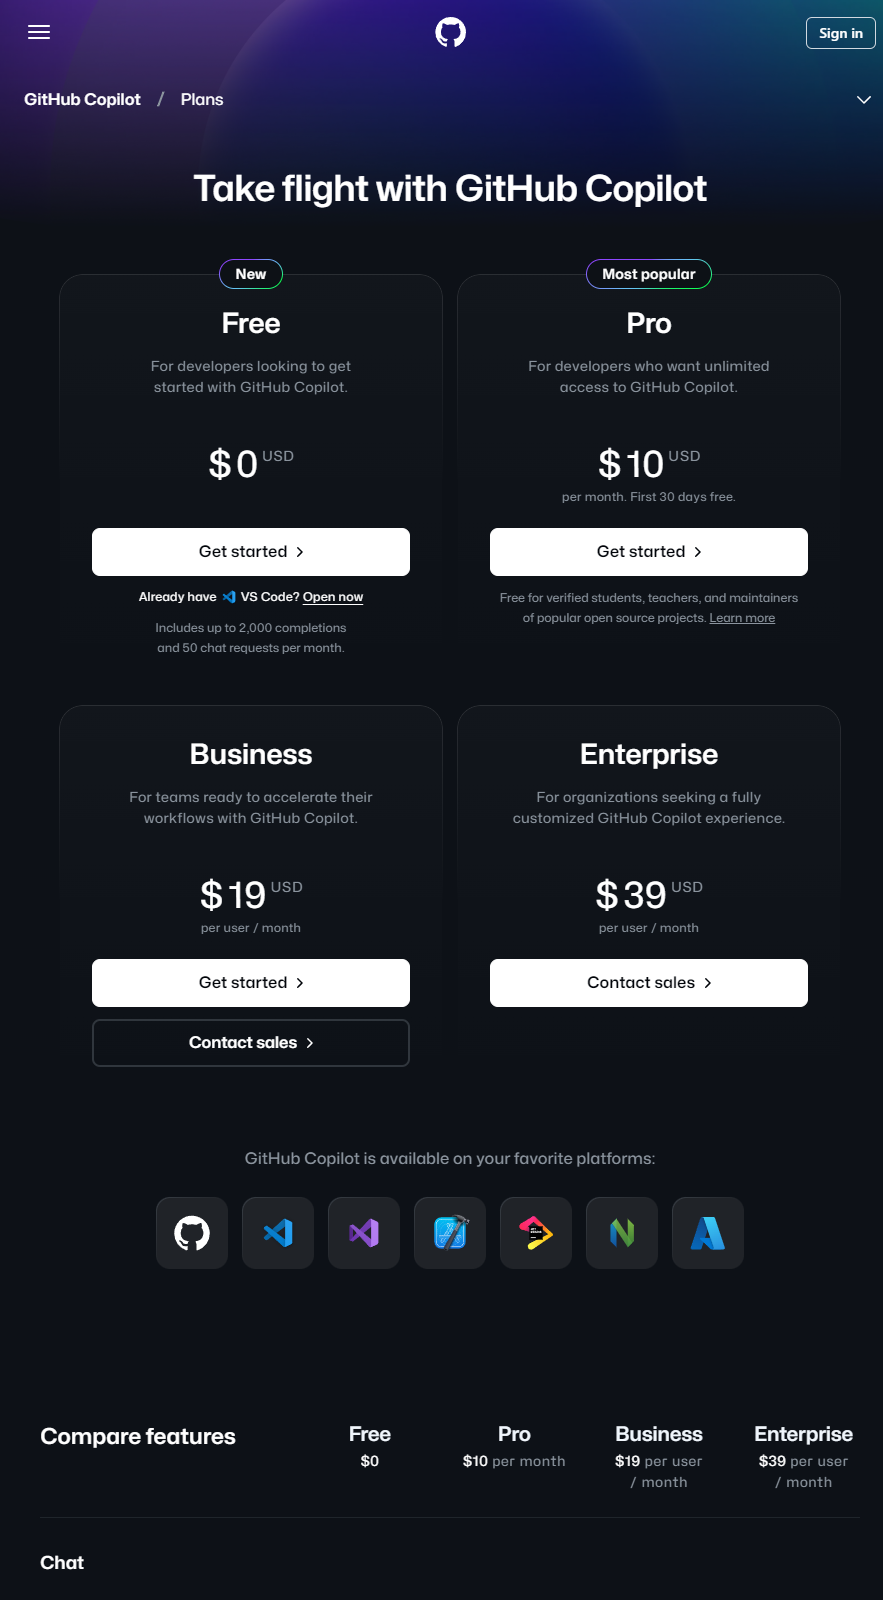 Sign in
GitHub Copilot / Plans
Take flight with GitHub Copilot
New
Free
For developers looking to get
started with GitHub Copilot.
$0 USD
Get started
Already have VS Code? Open now
Includes up to 2,000 completions
and 50 chat requests per month.
Most popular
Pro
For developers who want unlimited
access to GitHub Copilot.
$10 USD
per month. First 30 days free.
Get started
Free for verified students, teachers, and maintainers
of popular open source projects. Learn more
Business
For teams ready to accelerate their
workflows with GitHub Copilot.
$19 USD
per user / month
Get started
Contact sales
Enterprise
For organizations seeking a fully
customized GitHub Copilot experience.
$39 USD
per user / month
Contact sales
GitHub Copilot is available on your favorite platforms:
Compare features
Free
$0
Pro
$10 per month
Business
$19 per user
/ month
Enterprise
$39 per user
/ month
Chat